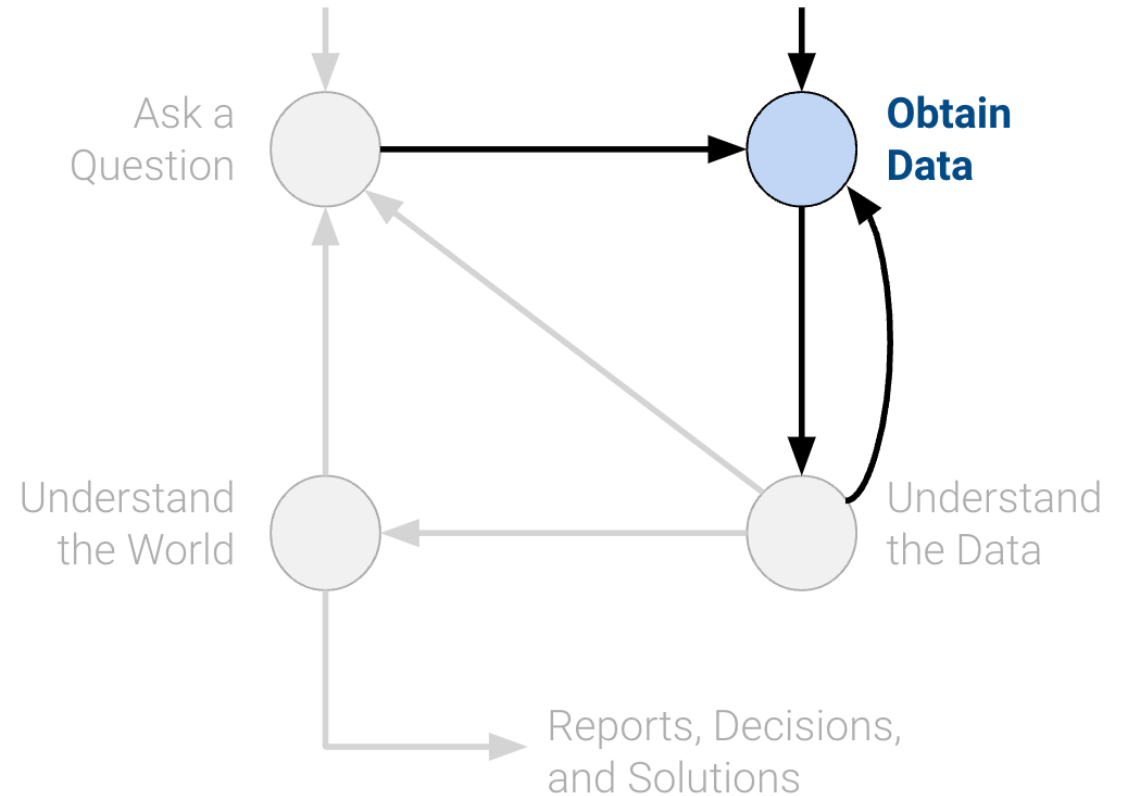 Ask a
Question
Obtain
Data
Understand
the World
Understand
the Data
Reports, Decisions,
and Solutions